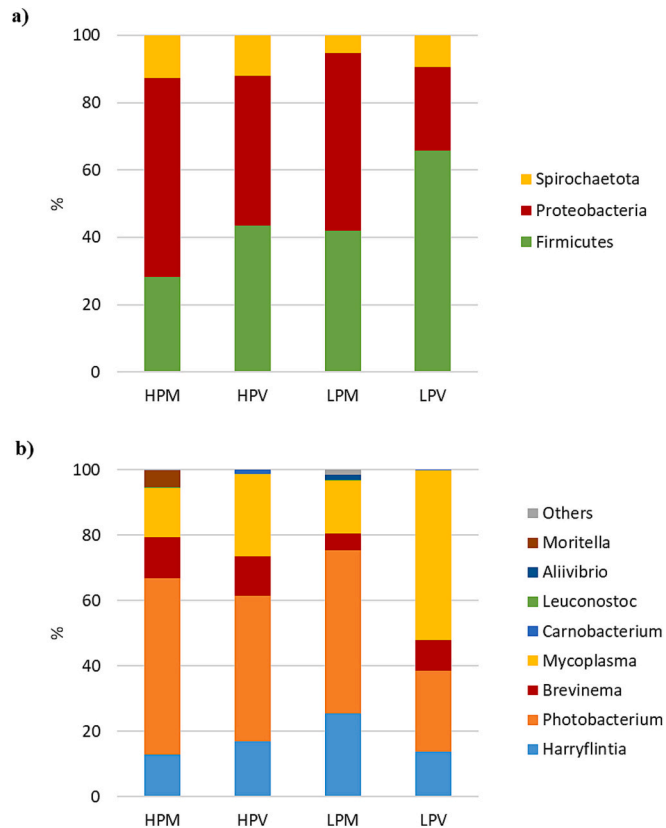 a)
100
80
60
40
20
0
%
HPM HPV LPM LPV
Spirochaetota
Proteobacteria
Firmicutes
b)
100
80
60
40
20
0
%
HPM HPV LPM LPV
Others
Moritella
Aliivibrio
Leuconostoc
Carnobacterium
Mycoplasma
Brevinema
Photobacterium
Harryflintia